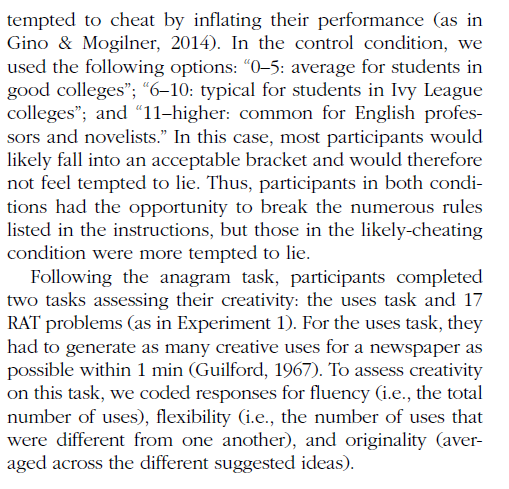 tempted to cheat by inflating their performance (as in
Gino & Mogilner, 2014). In the control condition, we
used the following options: “0–5: average for students in
good colleges”; “6–10: typical for students in Ivy League
colleges”; and “11–higher: common for English profes-
sors and novelists.” In this case, most participants would
likely fall into an acceptable bracket and would therefore
not feel tempted to lie. Thus, participants in both condi-
tions had the opportunity to break the numerous rules
listed in the instructions, but those in the likely-cheating
condition were more tempted to lie.
Following the anagram task, participants completed
two tasks assessing their creativity: the uses task and 17
RAT problems (as in Experiment 1). For the uses task, they
had to generate as many creative uses for a newspaper as
possible within 1 min (Guilford, 1967). To assess creativity
on this task, we coded responses for fluency (i.e., the total
number of uses), flexibility (i.e., the number of uses that
were different from one another), and originality (aver-
aged across the different suggested ideas).